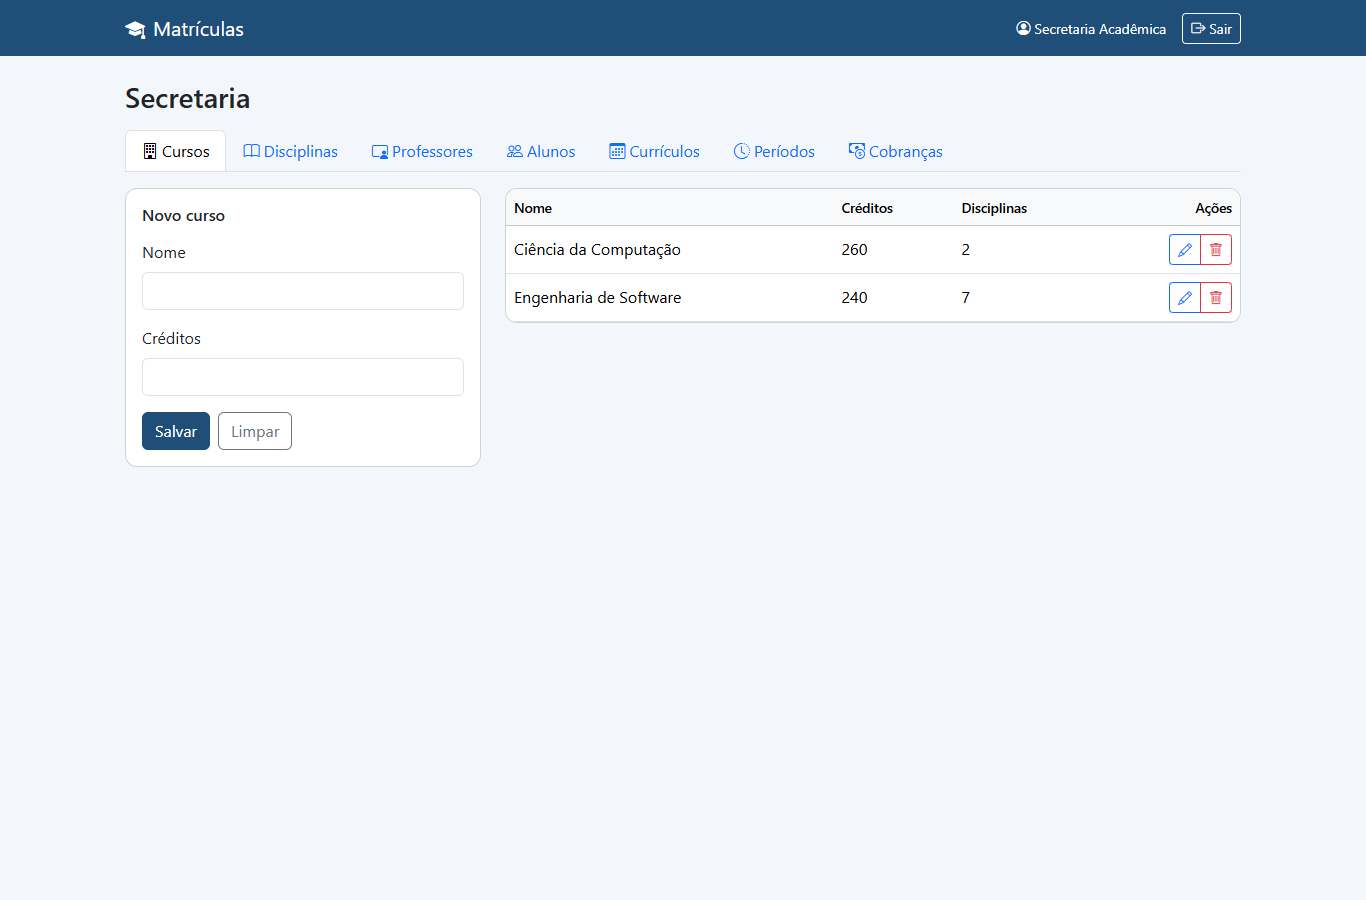 Matrículas
Secretaria Acadêmica
Sair
Secretaria
Cursos Disciplinas Professores Alunos Currículos Períodos Cobranças
Novo curso
Nome
Créditos
Salvar Limpar
Nome Créditos Disciplinas Ações
Ciência da Computação 260 2
Engenharia de Software 240 7